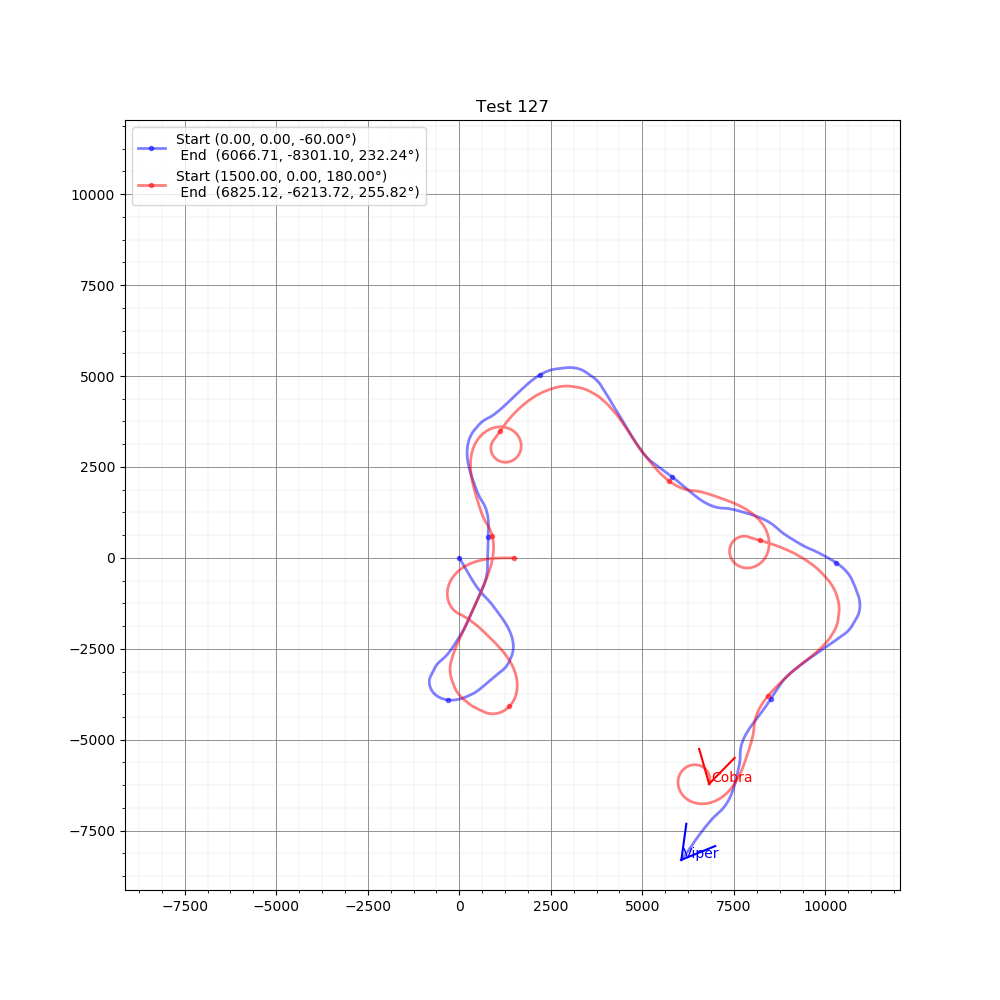 Test 127
Start (0.00, 0.00, -60.00°)
End  (6066.71, -8301.10, 232.24°)
Start (1500.00, 0.00, 180.00°)
End  (6825.12, -6213.72, 255.82°)
10000
7500
5000
2500
0
−2500
−5000
−7500
Cobra
Viper
−7500 −5000 −2500 0 2500 5000 7500 10000